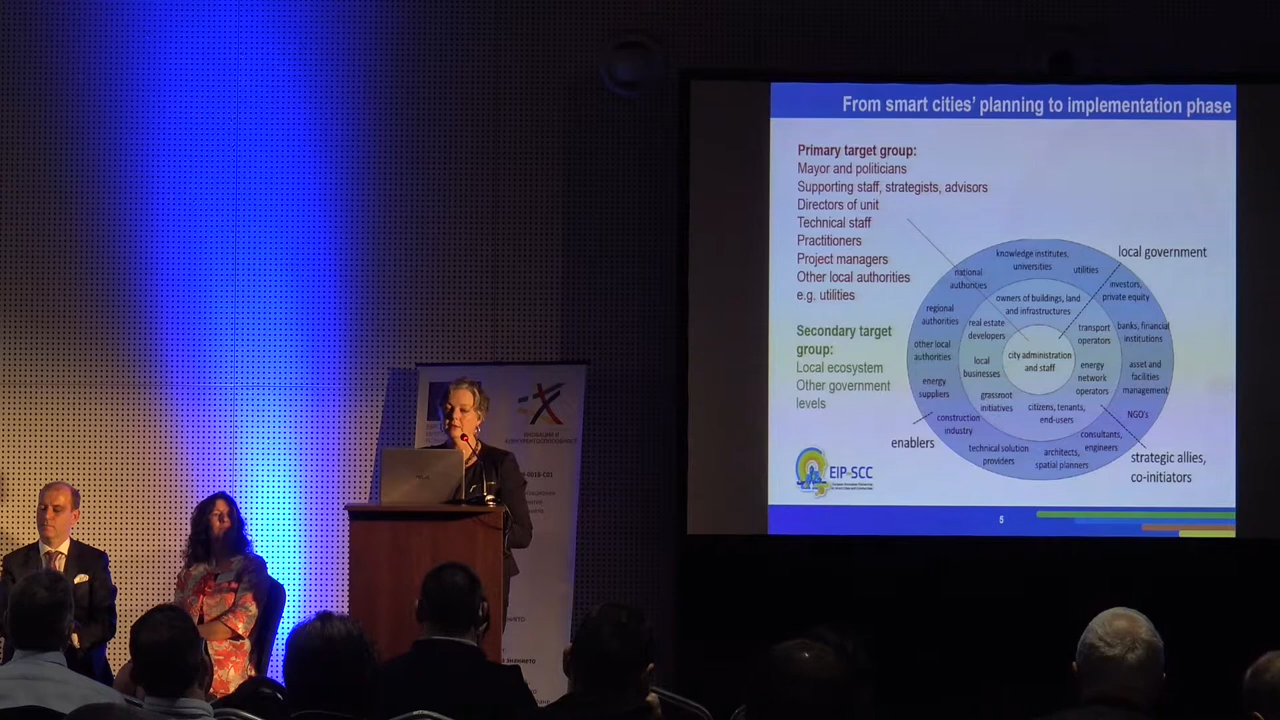 From smart cities' planning to implementation phase
Primary target group:
Mayor and politicians
Supporting staff, strategists, advisors
Directors of unit
Technical staff
Practitioners
Project managers
Other local authorities
e.g. utilities
Secondary target
group:
Local ecosystem
Other government
levels
local government
knowledge institutes,
universities
utilities
national
authorities
investors,
private equity
owners of buildings, land
and infrastructures
regional
authorities
real estate
developers
transport
operators
banks, financial
institutions
other local
authorities
city administration
and staff
local
businesses
energy
network
operators
asset and
facilities
management
energy
suppliers
grassroot
initiatives
citizens, tenants,
end-users
NGO's
construction
industry
consultants,
engineers
enablers
technical solution
providers
architects,
spatial planners
strategic allies,
co-initiators
EIP-SCC
5
ИНОВАЦИИ И
КОНКУРЕНТОСПОСОБНОСТ